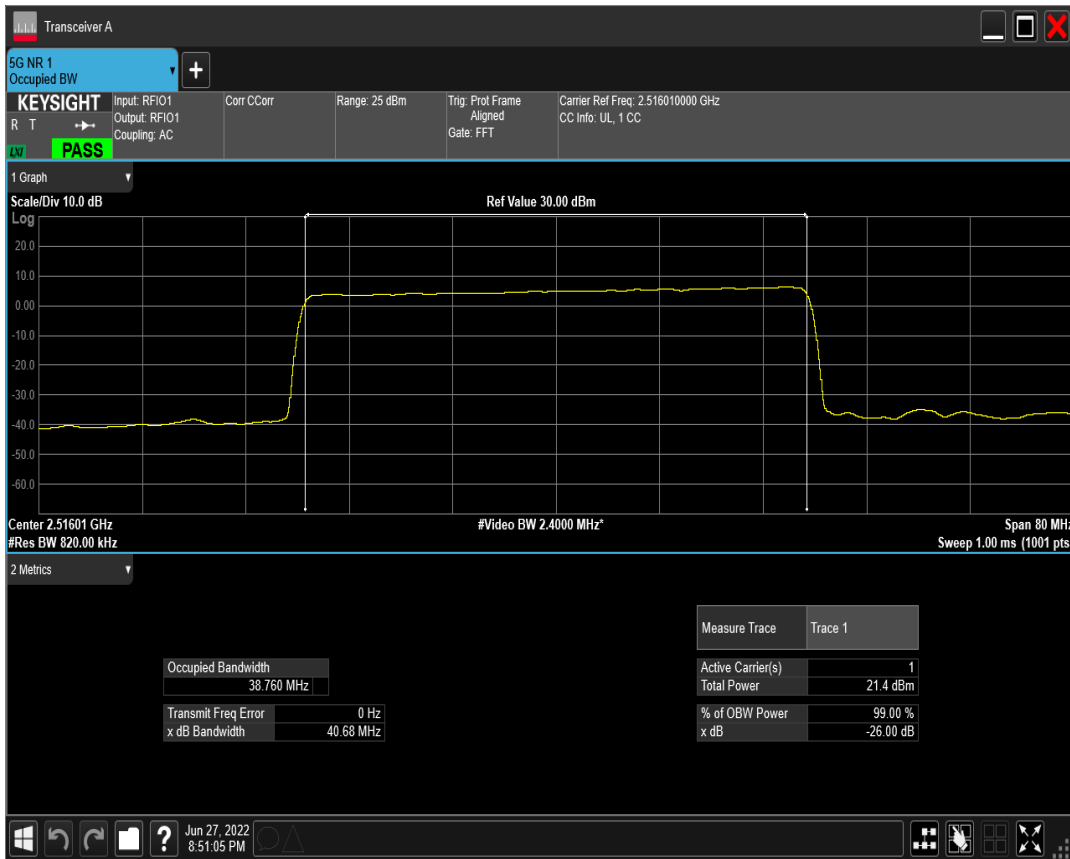 Transceiver A
5G NR 1
Occupied BW
+
KEYSIGHT
R T
LXI
PASS
Input: RFIO1
Output: RFIO1
Coupling: AC
Corr CCorr
Range: 25 dBm
Trig: Prot Frame
Aligned
Gate: FFT
Carrier Ref Freq: 2.516010000 GHz
CC Info: UL, 1 CC
1 Graph
Scale/Div 10.0 dB
Ref Value 30.00 dBm
Log
20.0
10.0
0.00
-10.0
-20.0
-30.0
-40.0
-50.0
-60.0
Center 2.51601 GHz
#Video BW 2.4000 MHz*
Span 80 MHz
#Res BW 820.00 kHz
Sweep 1.00 ms (1001 pts
2 Metrics
Measure Trace Trace 1
Occupied Bandwidth
38.760 MHz
Active Carrier(s) 1
Total Power 21.4 dBm
Transmit Freq Error 0 Hz
x dB Bandwidth 40.68 MHz
% of OBW Power 99.00 %
x dB -26.00 dB
?
Jun 27, 2022
8:51:05 PM